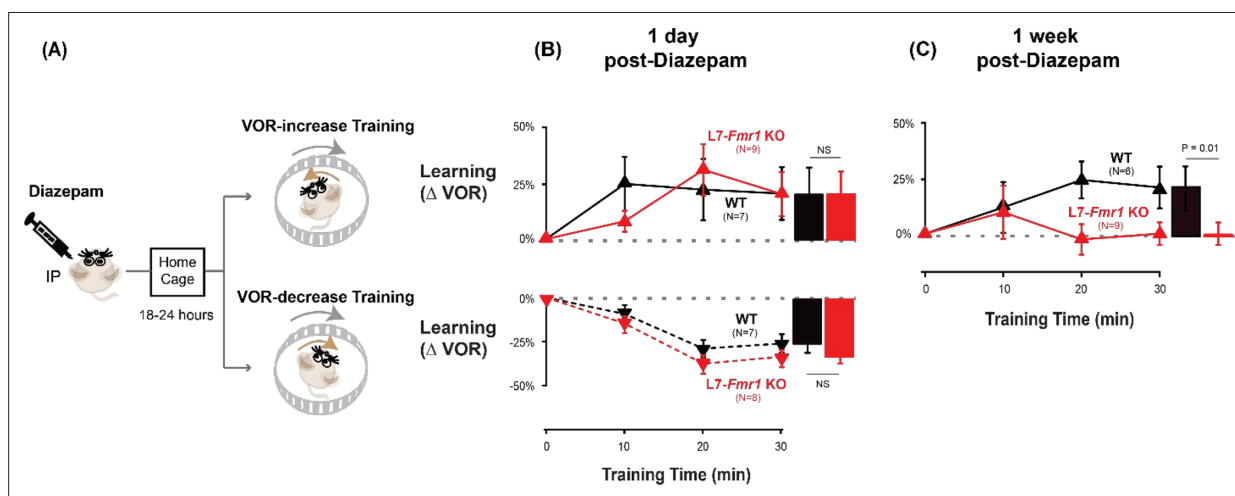 (A)
Diazepam
IP
Home
Cage
18-24 hours
VOR-increase Training
VOR-decrease Training
(B)
1 day
post-Diazepam
Learning
(Δ VOR)
50%
25%
0%
L7-Fmr1 KO
(N=9)
WT
(N=7)
NS
Learning
(Δ VOR)
0%
-25%
-50%
WT
(N=7)
L7-Fmr1 KO
(N=8)
NS
0
10
20
30
Training Time (min)
(C)
1 week
post-Diazepam
50%
25%
0%
WT
(N=6)
L7-Fmr1 KO
(N=9)
P = 0.01
0
10
20
30
Training Time (min)